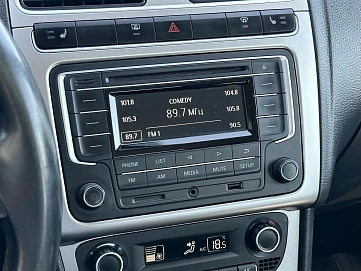 101.8 COMEDY 104.8
105.3 89.7 МГц 105.8
89.7 FM 1 90.5
PHONE LIST
FM AM MEDIA MUTE SETUP
A/C 18.5